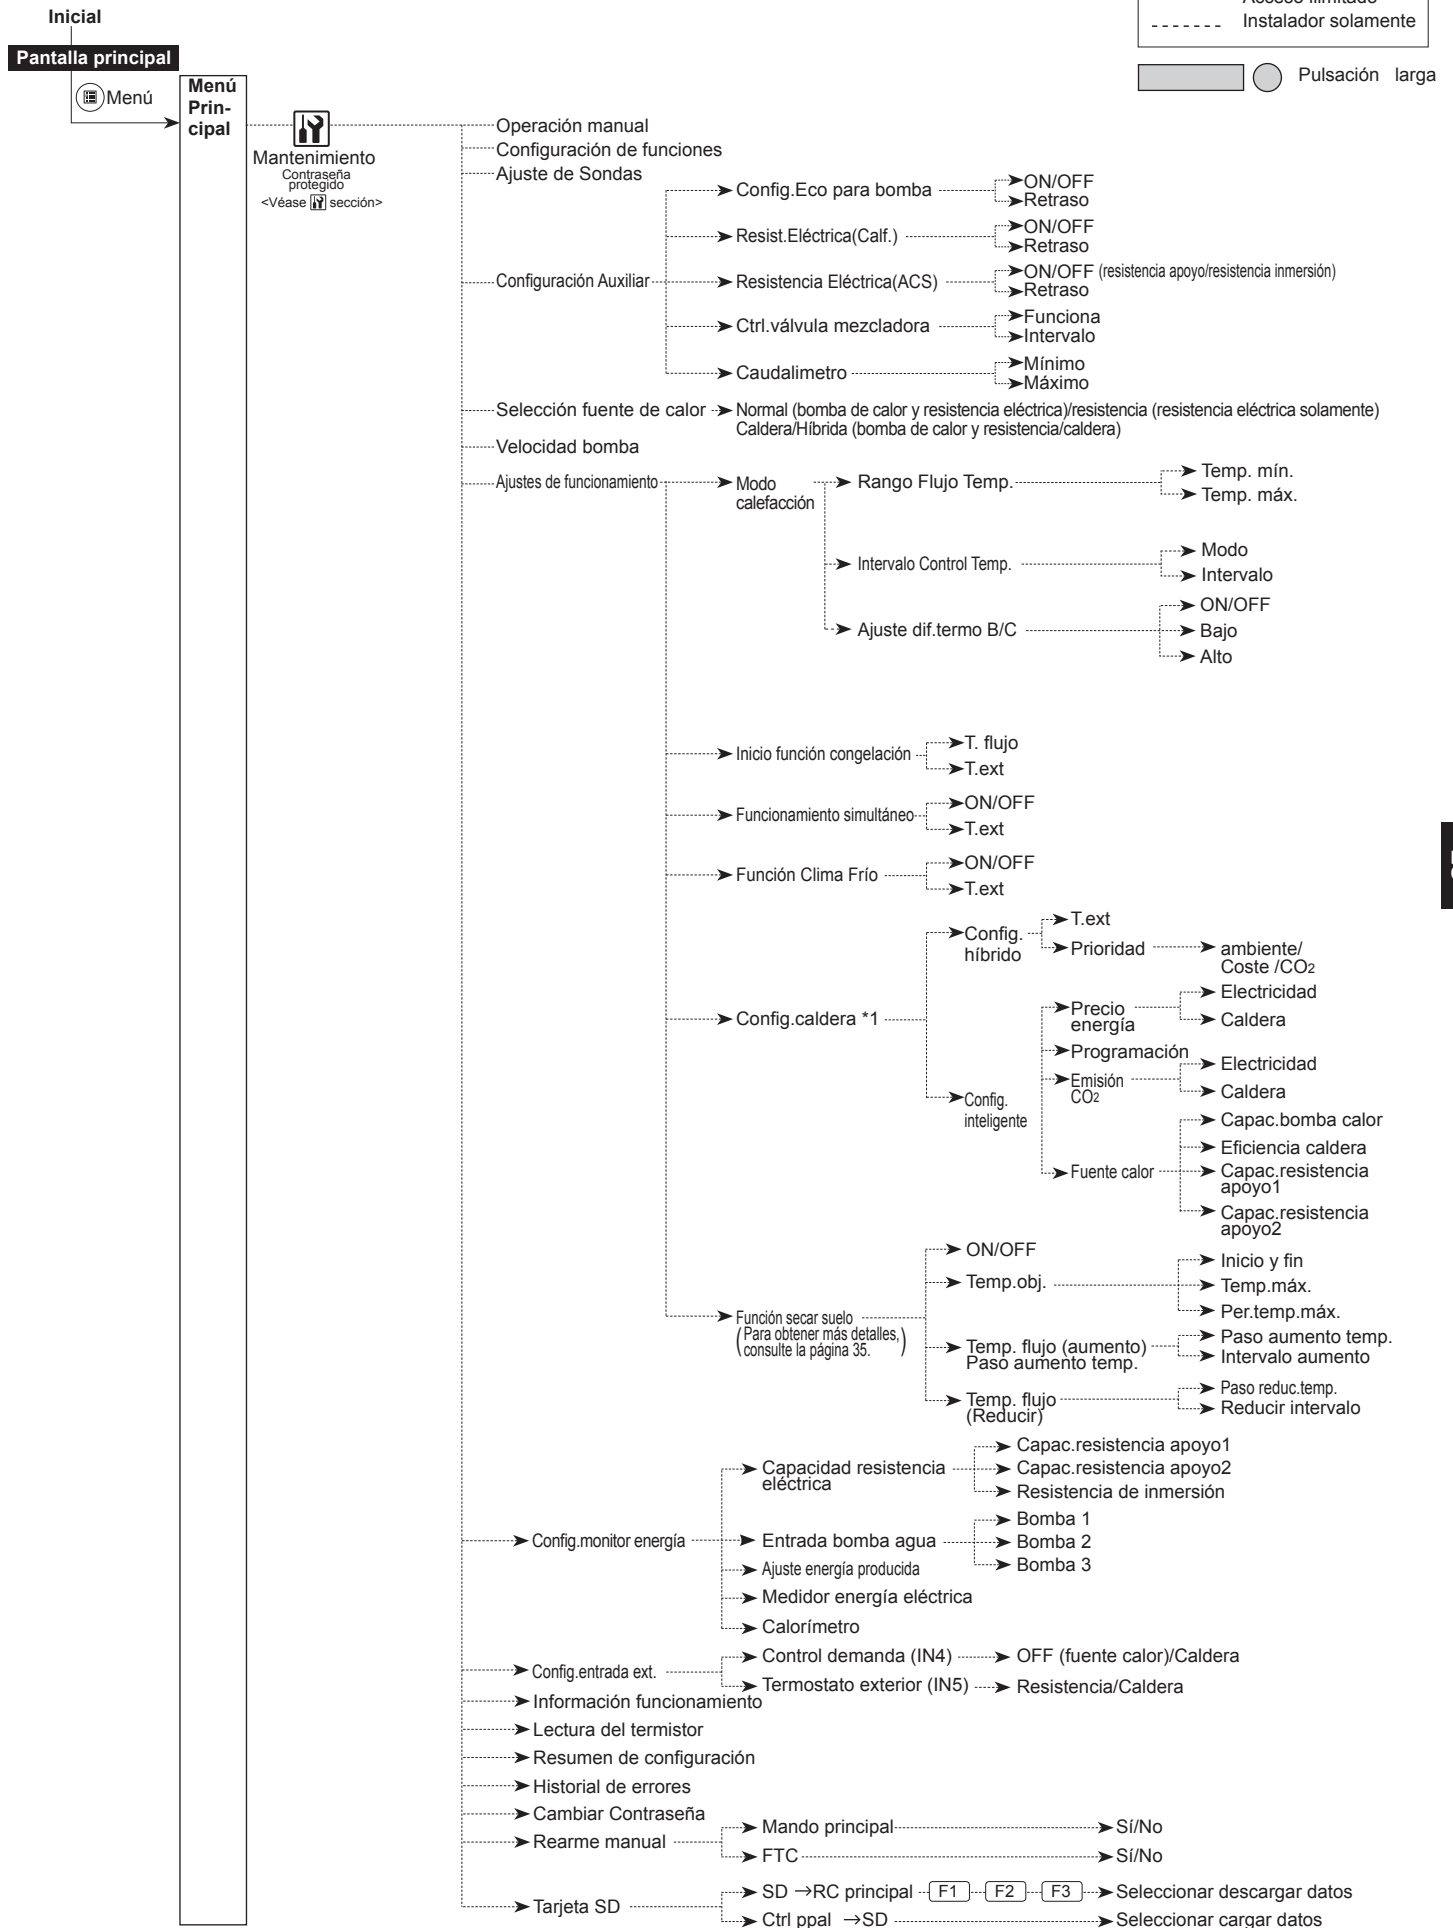 Inicial
Acceso ilimitado
Instalador solamente
Pantalla principal
Menú
Pulsación larga
Menú
Prin-
cipal
Mantenimiento
Contraseña
protegido
<Véase sección>
Operación manual
Configuración de funciones
Ajuste de Sondas
Configuración Auxiliar
Config.Eco para bomba
ON/OFF
Retraso
Resist.Eléctrica(Calf.)
ON/OFF
Retraso
Resistencia Eléctrica(ACS)
ON/OFF (resistencia apoyo/resistencia inmersión)
Retraso
Ctrl.válvula mezcladora
Funciona
Intervalo
Caudalimetro
Mínimo
Máximo
Selección fuente de calor
Normal (bomba de calor y resistencia eléctrica)/resistencia (resistencia eléctrica solamente)
Caldera/Híbrida (bomba de calor y resistencia/caldera)
Velocidad bomba
Ajustes de funcionamiento
Modo
calefacción
Rango Flujo Temp.
Temp. mín.
Temp. máx.
Intervalo Control Temp.
Modo
Intervalo
Ajuste dif.termo B/C
ON/OFF
Bajo
Alto
Inicio función congelación
T. flujo
T.ext
Funcionamiento simultáneo
ON/OFF
T.ext
Función Clima Frío
ON/OFF
T.ext
Config.caldera *1
Config.
híbrido
T.ext
Prioridad
ambiente/
Coste /CO2
Config.
inteligente
Precio
energía
Electricidad
Caldera
Programación
Emisión
CO2
Electricidad
Caldera
Fuente calor
Capac.bomba calor
Eficiencia caldera
Capac.resistencia
apoyo1
Capac.resistencia
apoyo2
Función secar suelo
(Para obtener más detalles,
consulte la página 35.)
ON/OFF
Temp.obj.
Inicio y fin
Temp.máx.
Per.temp.máx.
Temp. flujo (aumento)
Paso aumento temp.
Paso aumento temp.
Intervalo aumento
Temp. flujo
(Reducir)
Paso reduc.temp.
Reducir intervalo
Config.monitor energía
Capacidad resistencia
eléctrica
Capac.resistencia apoyo1
Capac.resistencia apoyo2
Resistencia de inmersión
Entrada bomba agua
Bomba 1
Bomba 2
Bomba 3
Ajuste energía producida
Medidor energía eléctrica
Calorímetro
Config.entrada ext.
Control demanda (IN4)
OFF (fuente calor)/Caldera
Termostato exterior (IN5)
Resistencia/Caldera
Información funcionamiento
Lectura del termistor
Resumen de configuración
Historial de errores
Cambiar Contraseña
Rearme manual
Mando principal
Sí/No
FTC
Sí/No
Tarjeta SD
SD →RC principal
F1
F2
F3
Seleccionar descargar datos
Ctrl ppal →SD
Seleccionar cargar datos